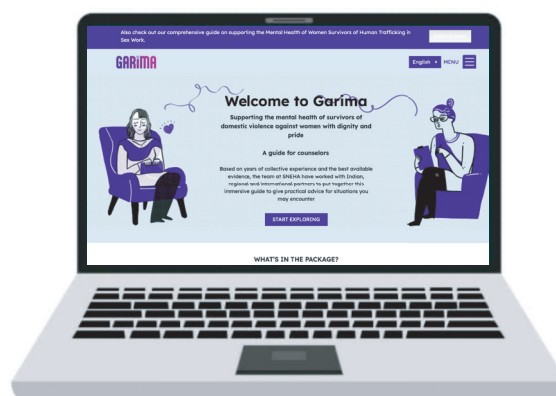 Also check out our comprehensive guide on supporting the Mental Health of Women Survivors of Human Trafficking in
Sex Work.
GARIMA
English
MENU
Welcome to Garima
Supporting the mental health of survivors of
domestic violence against women with dignity and
pride
A guide for counselors
Based on years of collective experience and the best available
evidence, the team at SNEHA have worked with Indian,
regional and international partners to put together this
immersive guide to give practical advice for situations you
may encounter
START EXPLORING
WHAT'S IN THE PACKAGE?